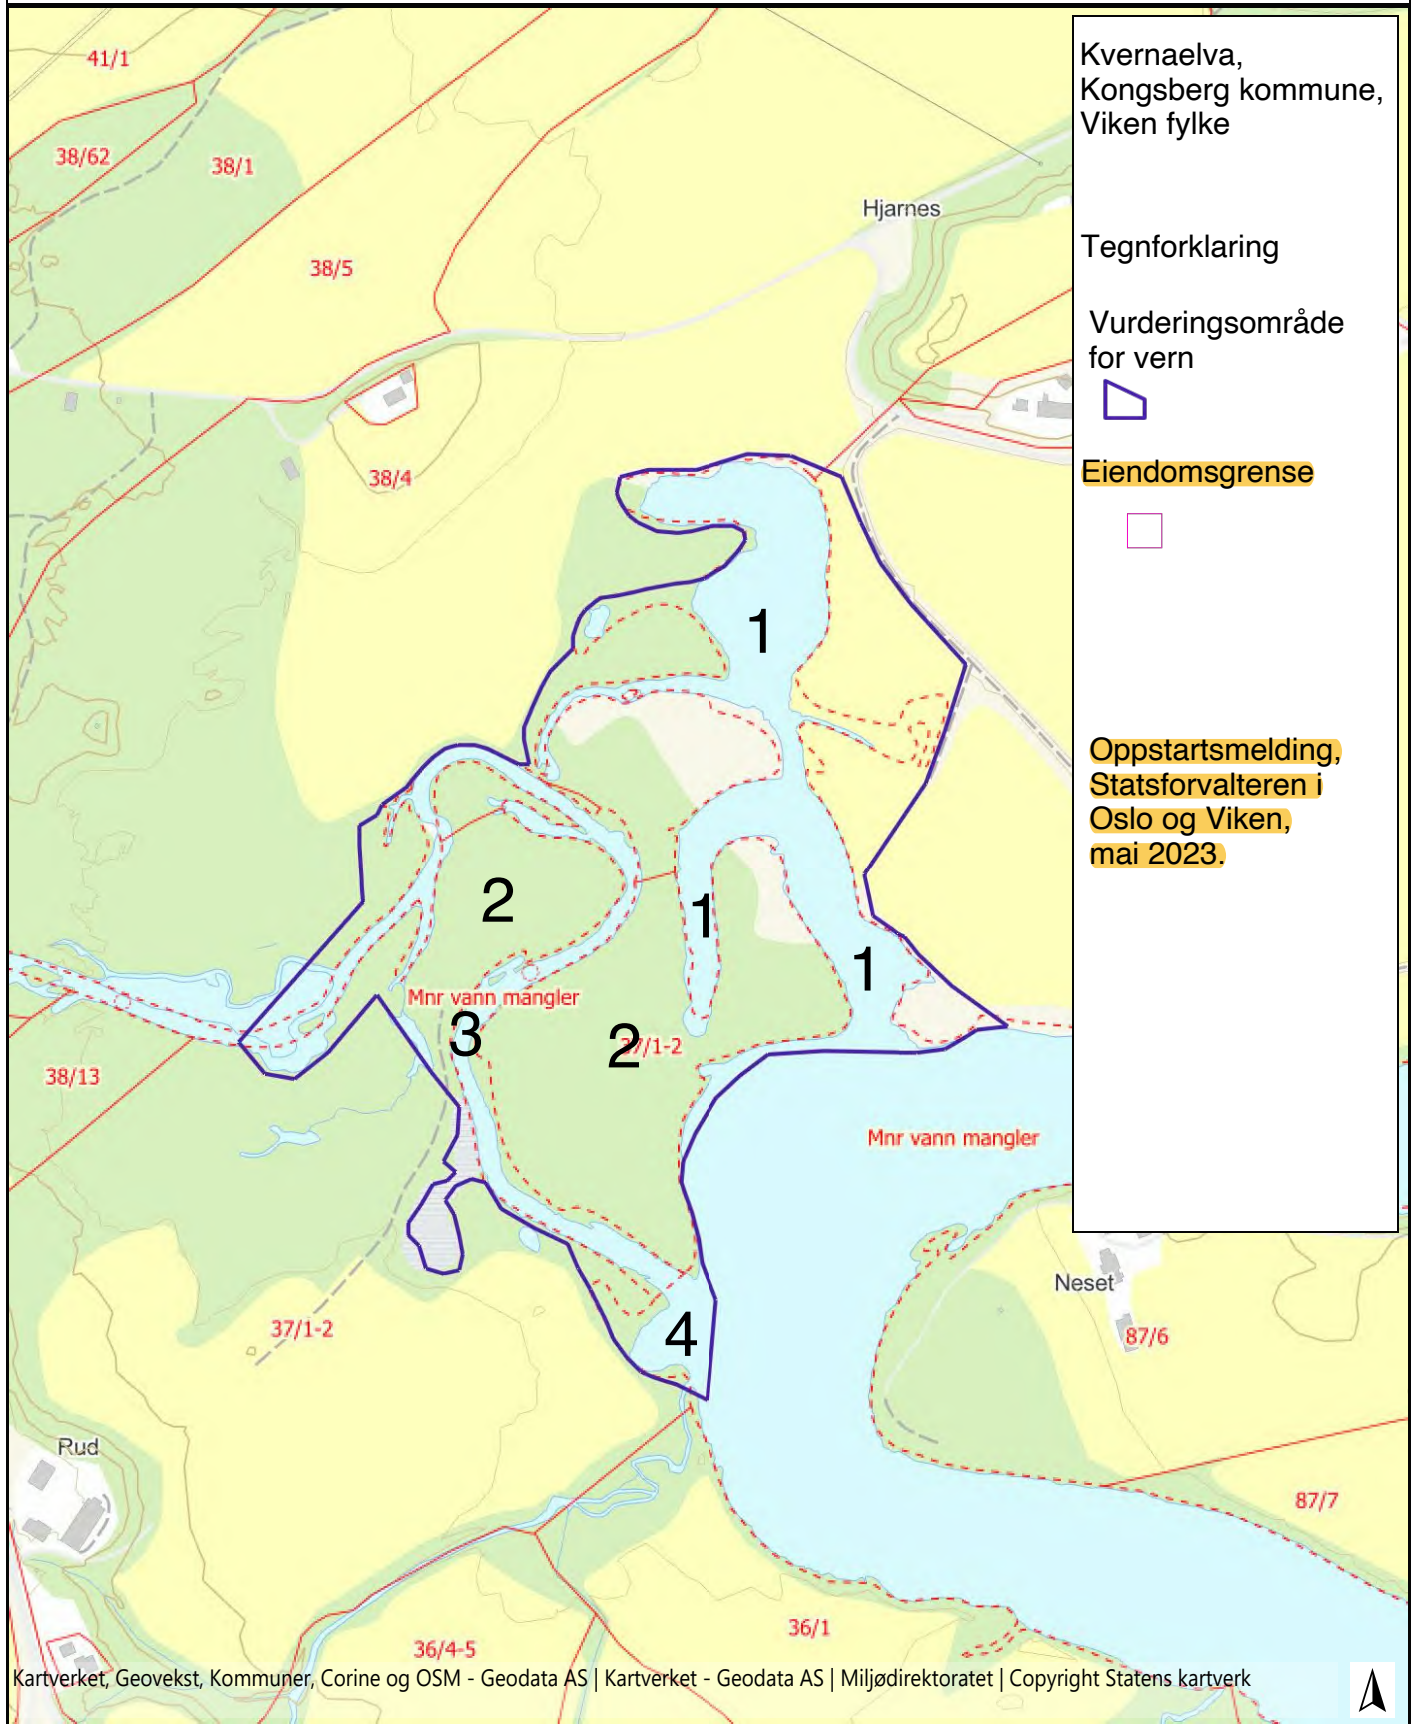 41/1
38/62
38/1
38/5
Hjarnes
38/4
1
2
1
1
Mnr vann mangler
3
2
37/1-2
38/13
Mnr vann mangler
4
37/1-2
Neset
87/6
Rud
87/7
36/1
36/4-5
Kvernaelva,
Kongsberg kommune,
Viken fylke
Tegnforklaring
Vurderingsområde
for vern
Eiendomsgrense
Oppstartsmelding,
Statsforvalteren i
Oslo og Viken,
mai 2023.
Kartverket, Geovekst, Kommuner, Corine og OSM - Geodata AS | Kartverket - Geodata AS | Miljødirektoratet | Copyright Statens kartverk